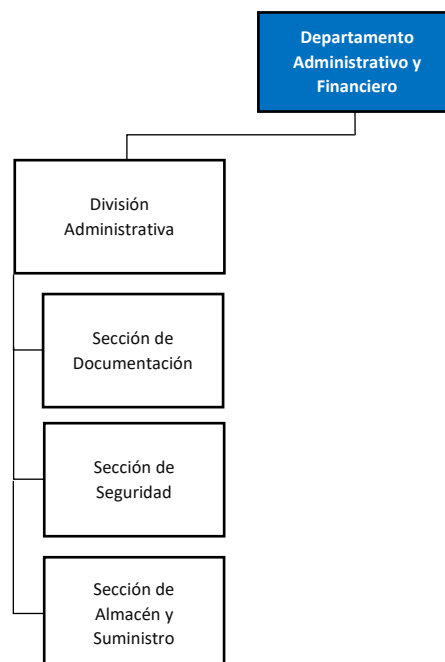 Departamento
Administrativo y
Financiero
División
Administrativa
Sección de
Documentación
Sección de
Seguridad
Sección de
Almacén y
Suministro